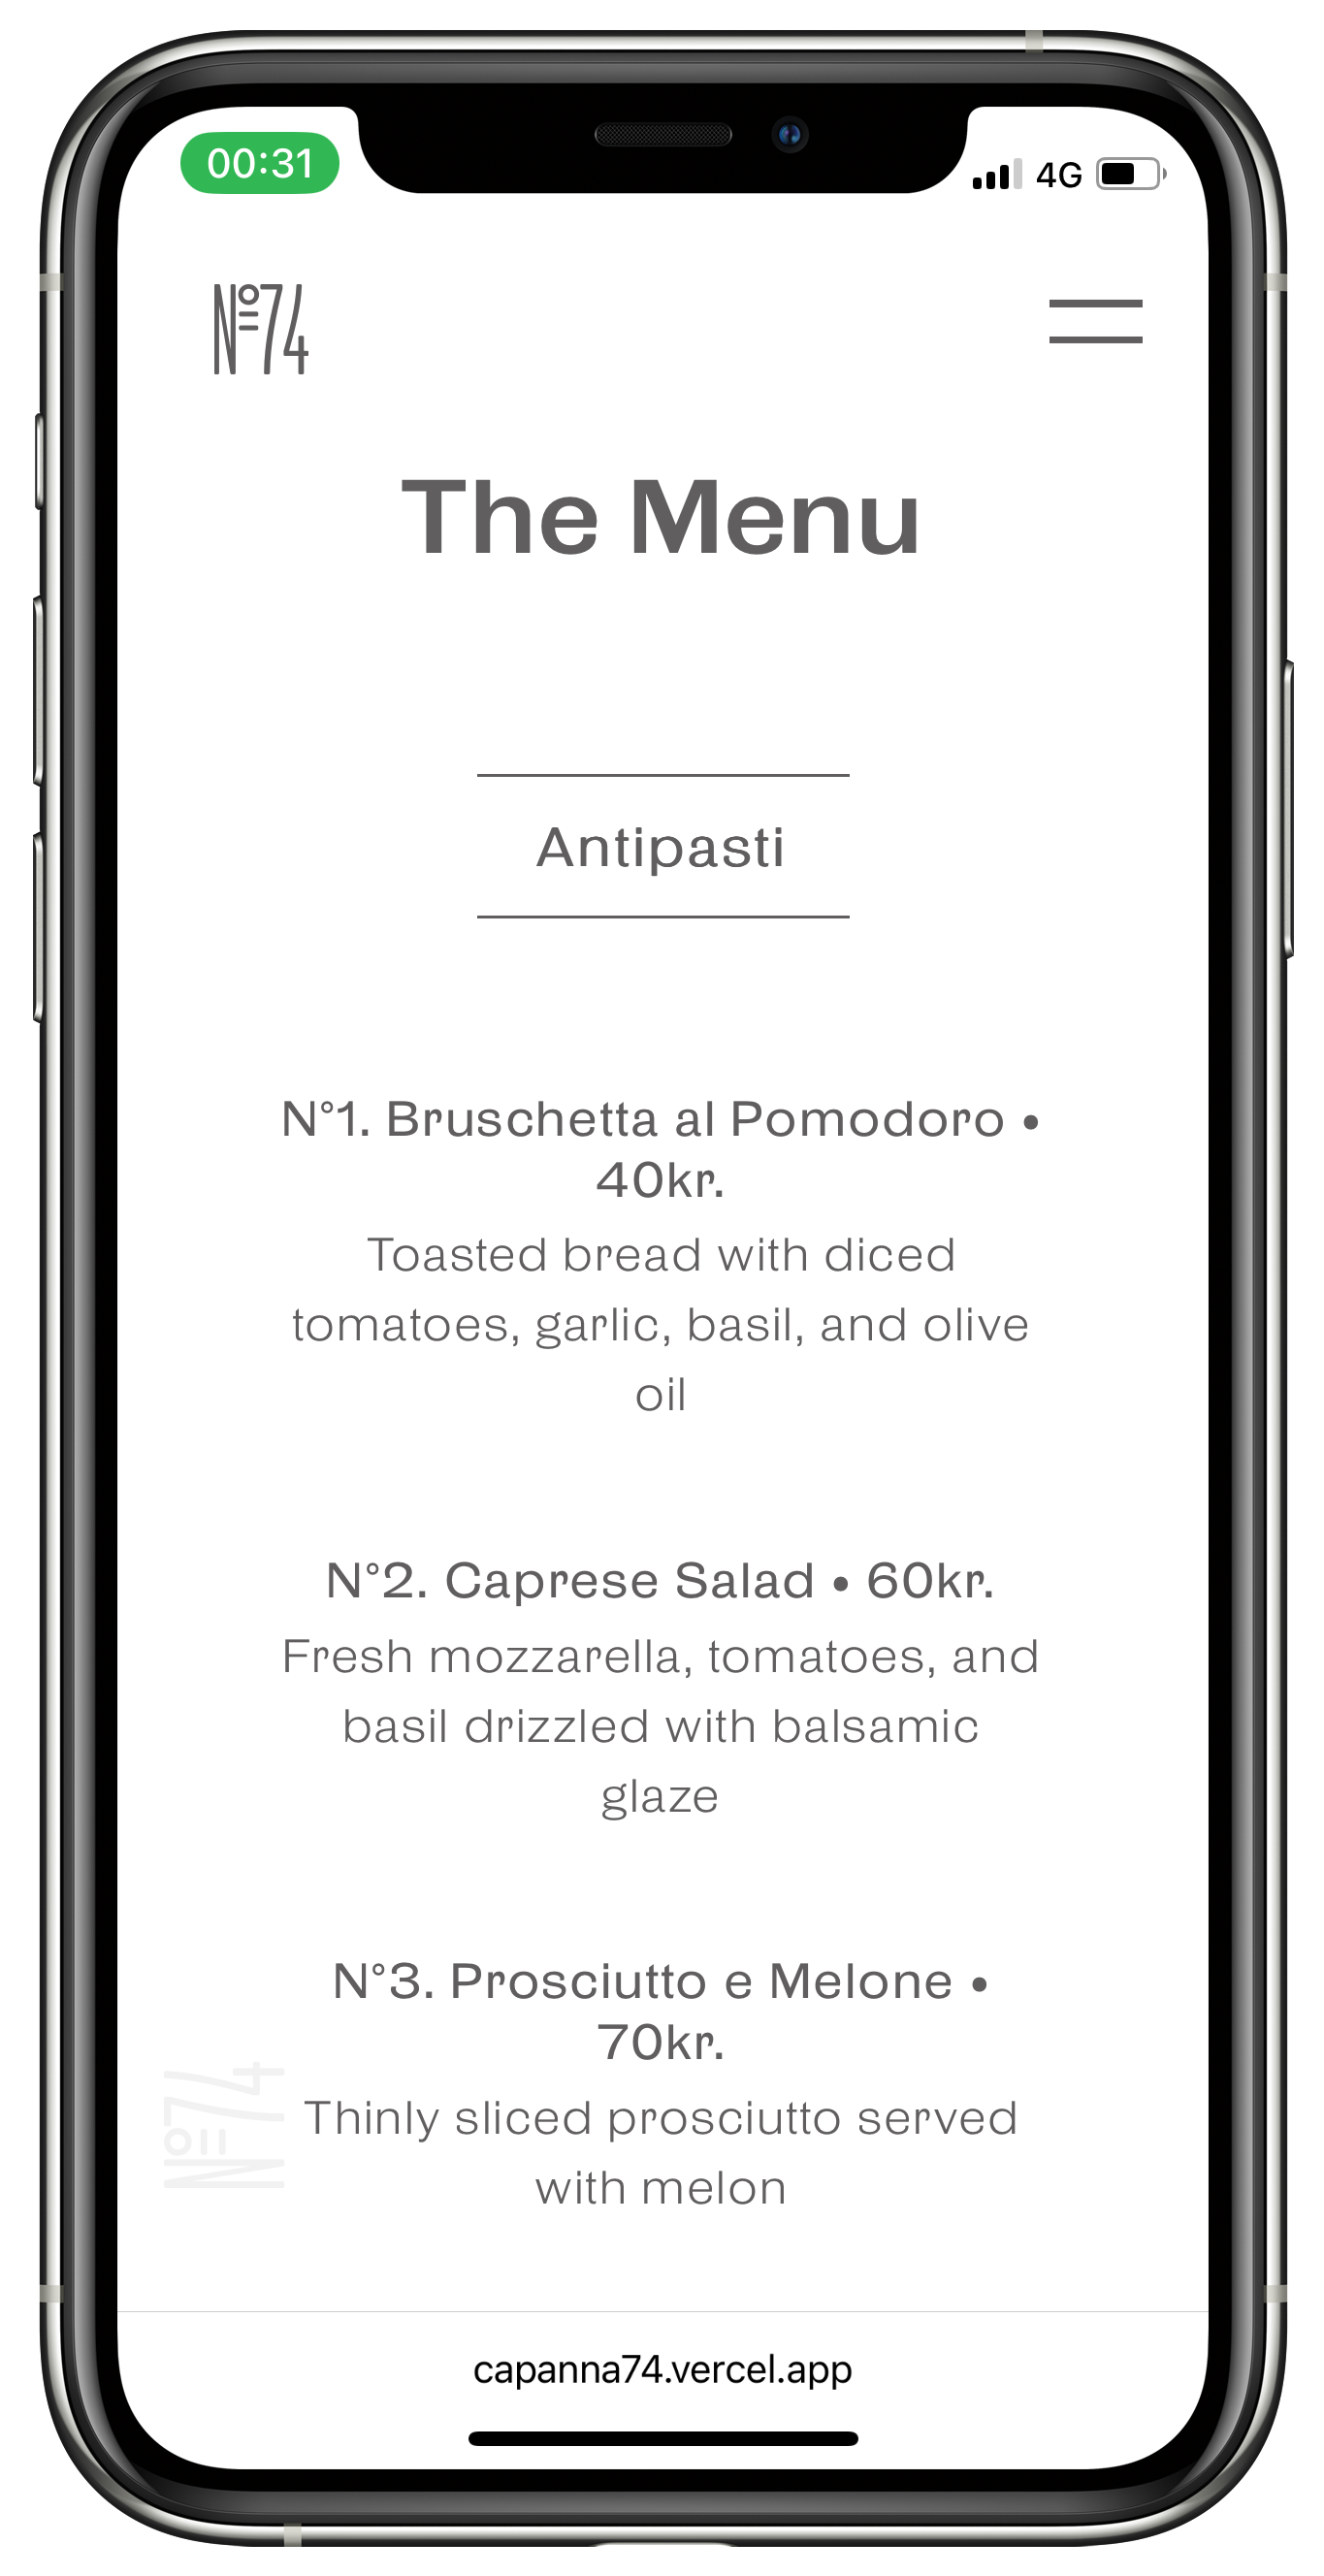 00:31
4G
Nº74
The Menu
Antipasti
N°1. Bruschetta al Pomodoro •
40kr.
Toasted bread with diced
tomatoes, garlic, basil, and olive
oil
N°2. Caprese Salad • 60kr.
Fresh mozzarella, tomatoes, and
basil drizzled with balsamic
glaze
N°3. Prosciutto e Melone •
70kr.
Nº74
Thinly sliced prosciutto served
with melon
capanna74.vercel.app